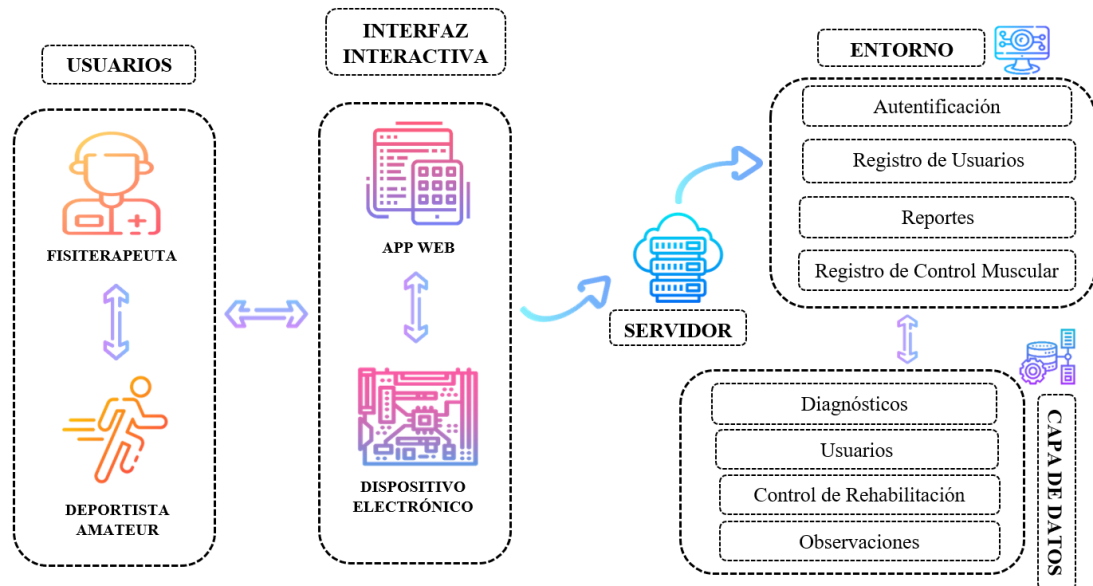 USUARIOS
FISITERAPEUTA
DEPORTISTA
AMATEUR
INTERFAZ
INTERACTIVA
APP WEB
DISPOSITIVO
ELECTRÓNICO
SERVIDOR
ENTORNO
Autentificación
Registro de Usuarios
Reportes
Registro de Control Muscular
Diagnósticos
Usuarios
Control de Rehabilitación
Observaciones
CAPA DE DATOS